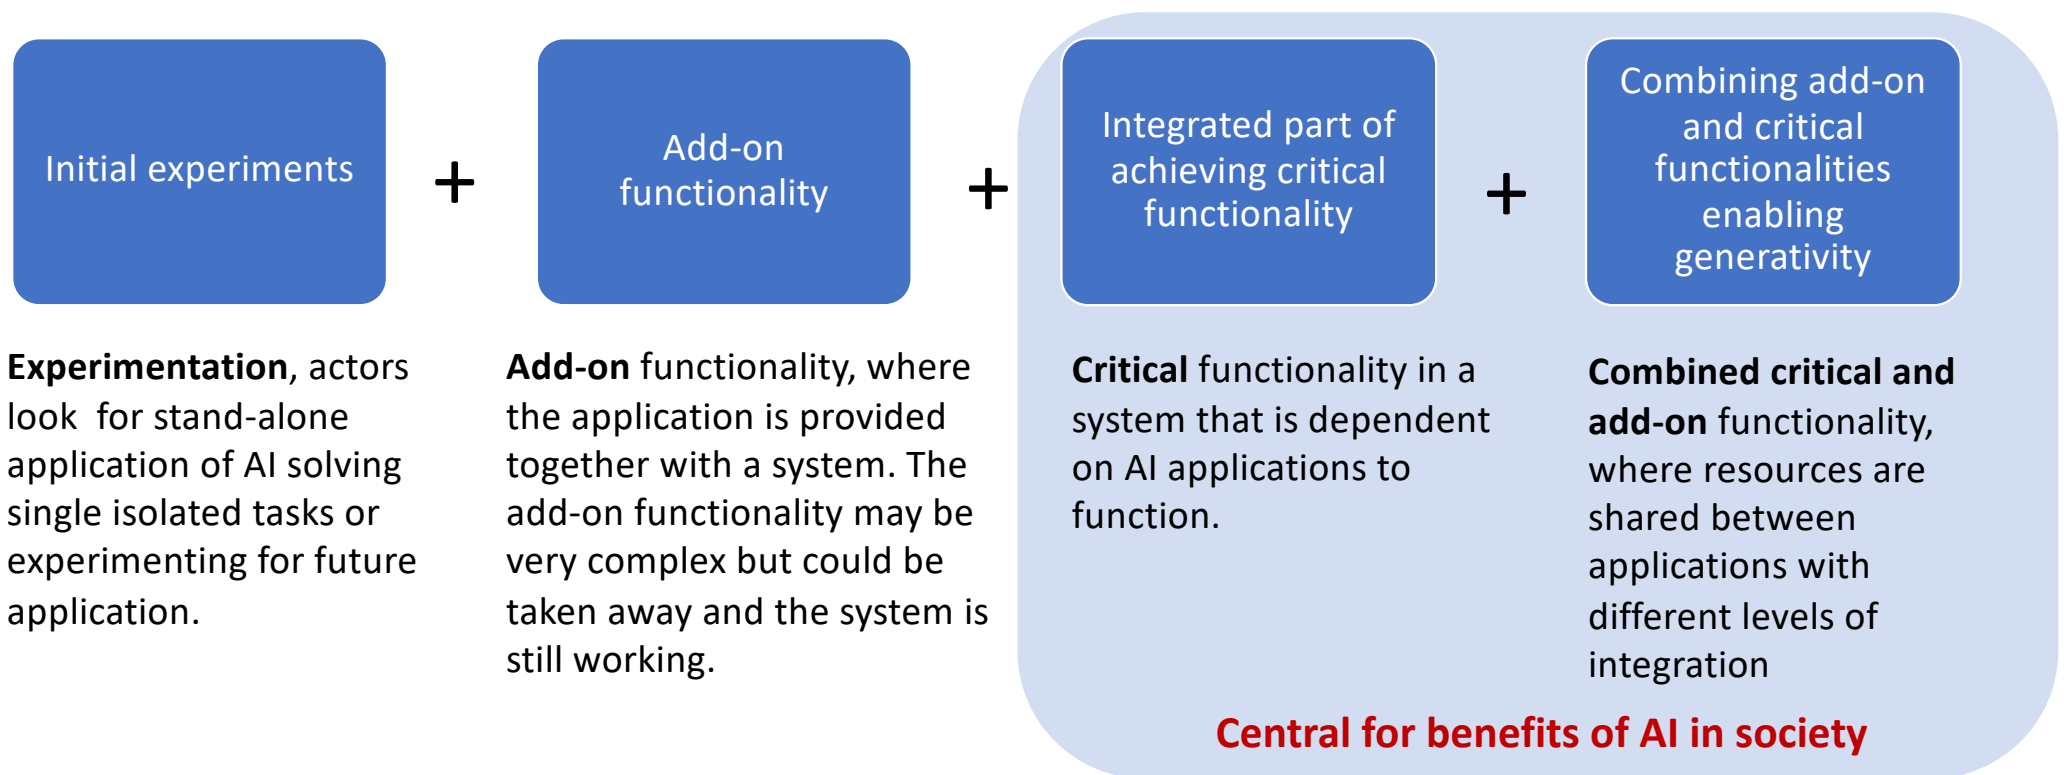 Initial experiments
+
Add-on
functionality
+
Integrated part of
achieving critical
functionality
+
Combining add-on
and critical
functionalities
enabling
generativity
Experimentation, actors
look for stand-alone
application of AI solving
single isolated tasks or
experimenting for future
application.
Add-on functionality, where
the application is provided
together with a system. The
add-on functionality may be
very complex but could be
taken away and the system is
still working.
Critical functionality in a
system that is dependent
on AI applications to
function.
Combined critical and
add-on functionality,
where resources are
shared between
applications with
different levels of
integration
Central for benefits of AI in society